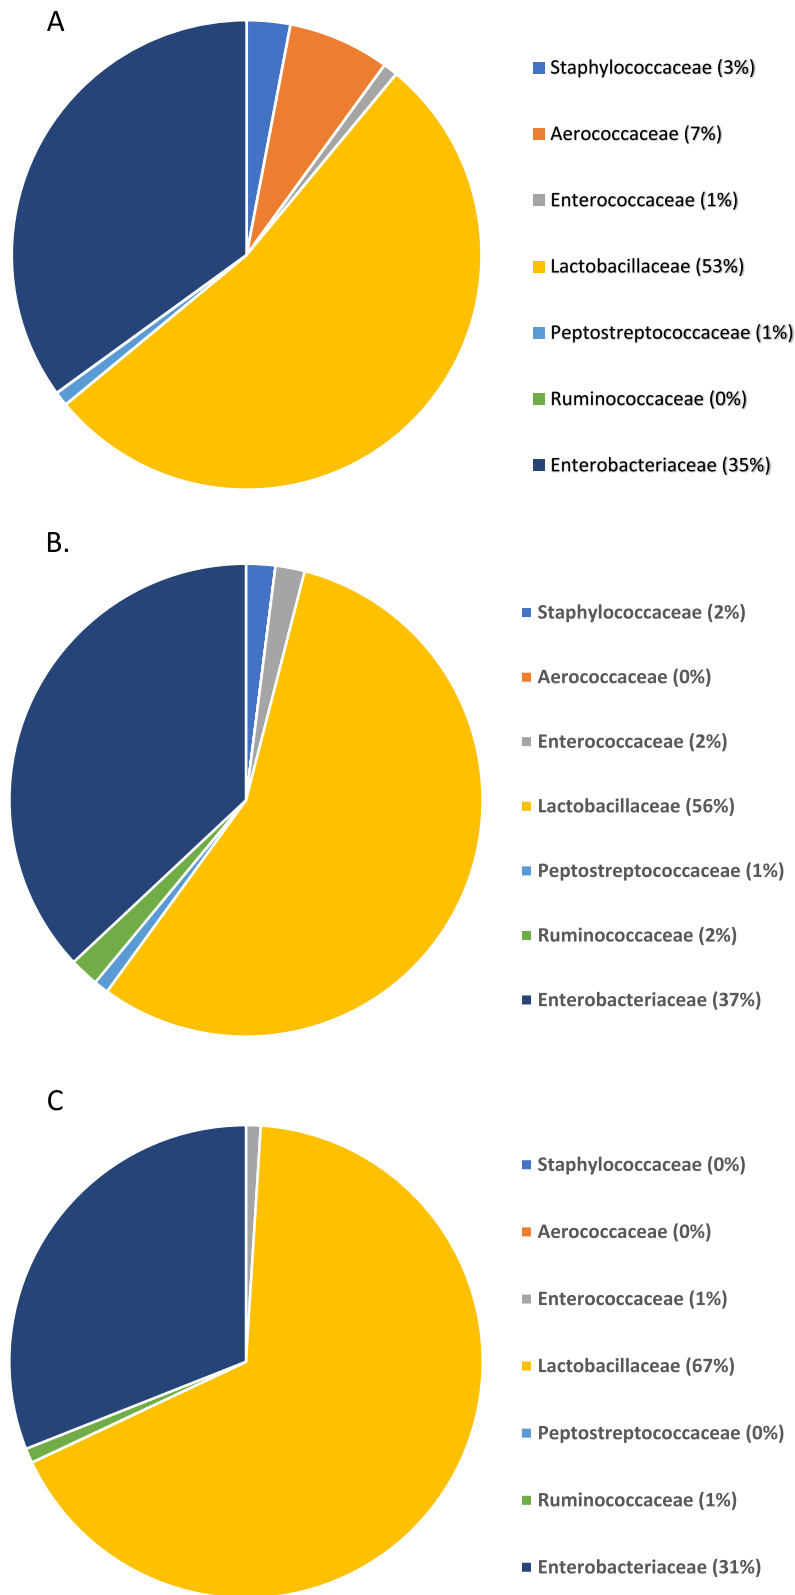 A
Staphylococcaceae (3%)
Aerococcaceae (7%)
Enterococcaceae (1%)
Lactobacillaceae (53%)
Peptostreptococcaceae (1%)
Ruminococcaceae (0%)
Enterobacteriaceae (35%)
B.
Staphylococcaceae (2%)
Aerococcaceae (0%)
Enterococcaceae (2%)
Lactobacillaceae (56%)
Peptostreptococcaceae (1%)
Ruminococcaceae (2%)
Enterobacteriaceae (37%)
C
Staphylococcaceae (0%)
Aerococcaceae (0%)
Enterococcaceae (1%)
Lactobacillaceae (67%)
Peptostreptococcaceae (0%)
Ruminococcaceae (1%)
Enterobacteriaceae (31%)